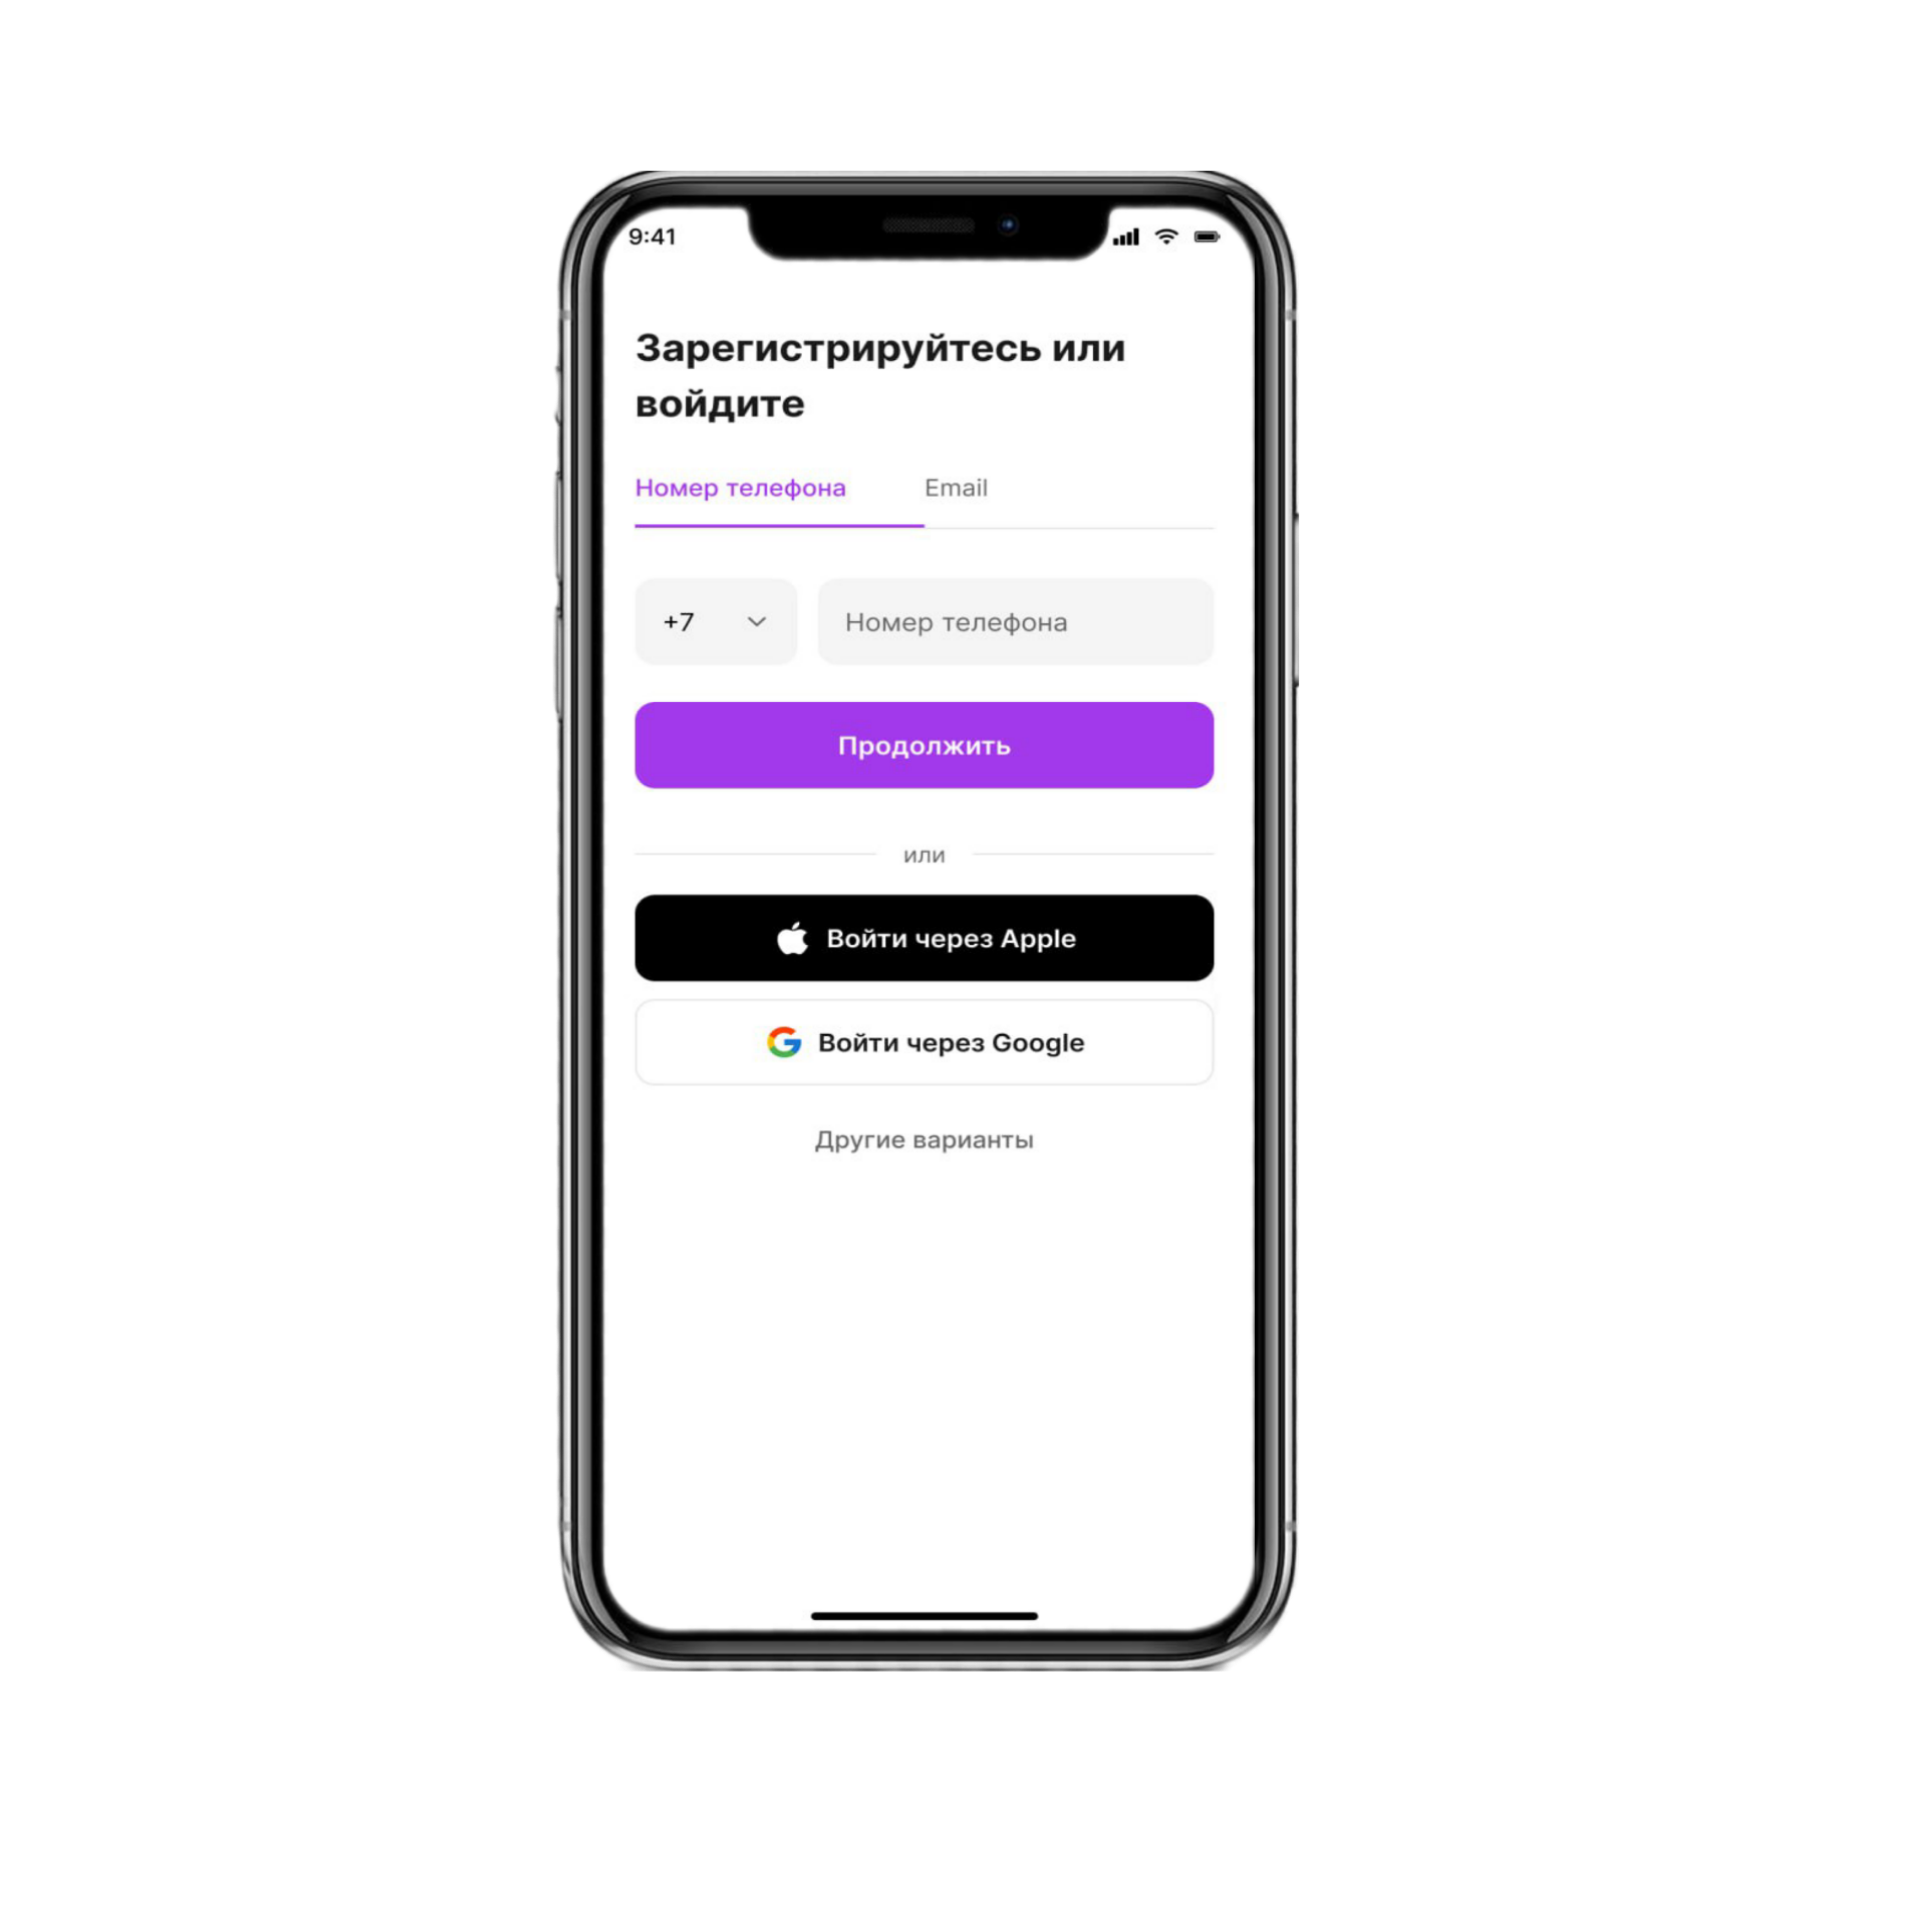 9:41
Зарегистрируйтесь или
войдите
Номер телефона Email
+7 Номер телефона
Продолжить
или
Войти через Apple
Войти через Google
Другие варианты